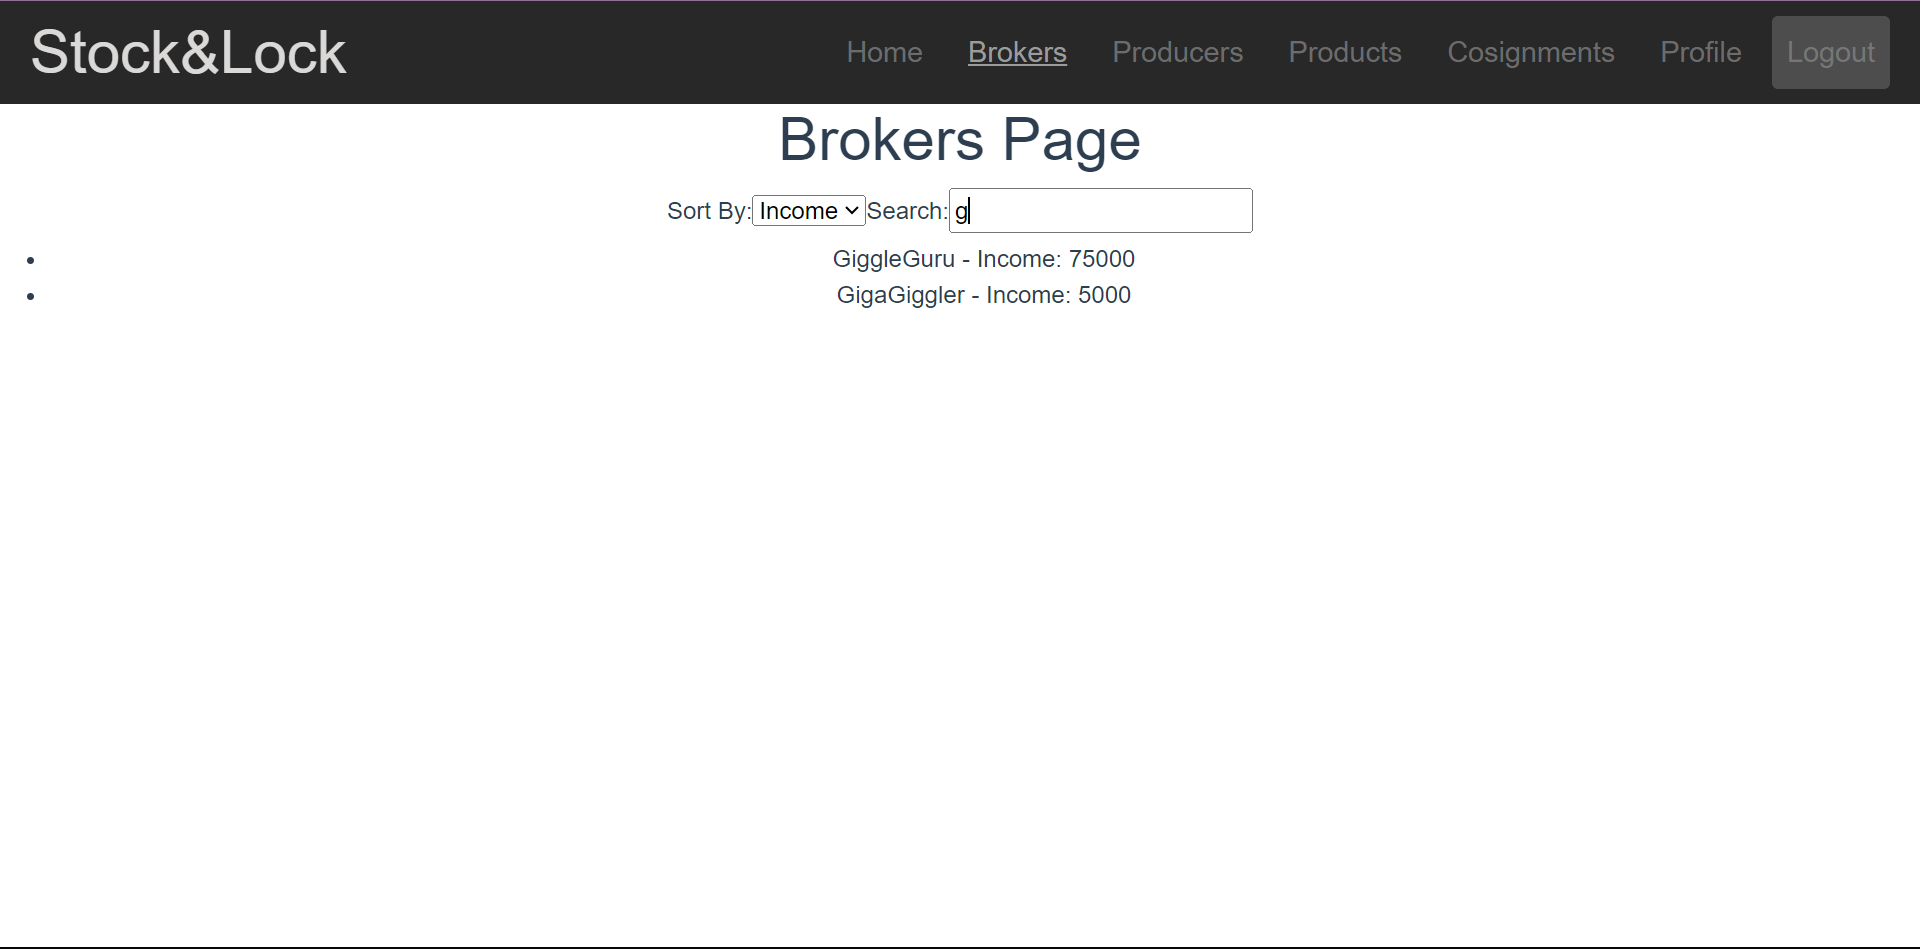 Stock&Lock
Home Brokers Producers Products Cosignments Profile Logout
Brokers Page
Sort By: Income Search: g
GiggleGuru - Income: 75000
GigaGiggler - Income: 5000